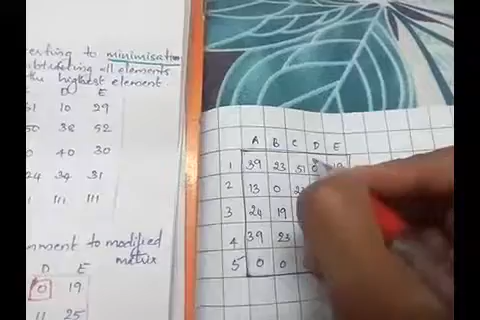 erting to minimisation
ubtracting all elements
the highest element
D E
51 10 29
50 38 52
40 30
24 34 31
111 111
nment to modified
matrix
D E
0 19
11 25
A B C D E
1 39 23 51 0 19
2 13 0
3 24 19
4 39 23
5 0 0